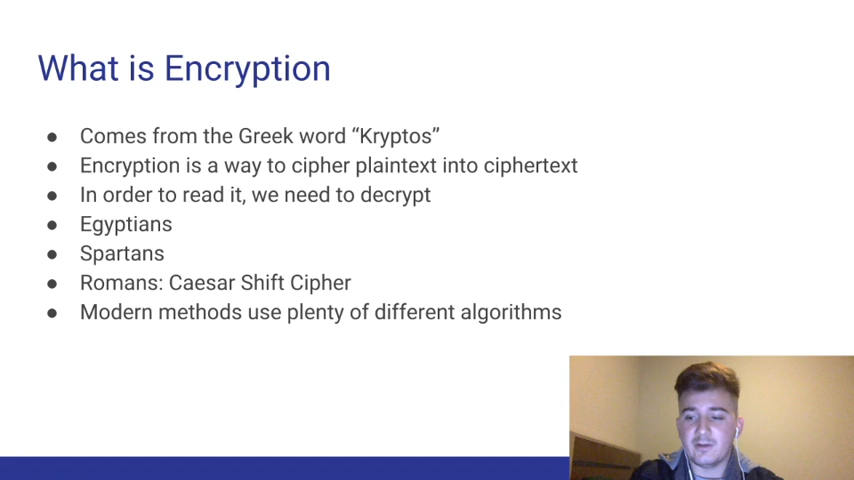 What is Encryption
● Comes from the Greek word “Kryptos”
● Encryption is a way to cipher plaintext into ciphertext
● In order to read it, we need to decrypt
● Egyptians
● Spartans
● Romans: Caesar Shift Cipher
● Modern methods use plenty of different algorithms